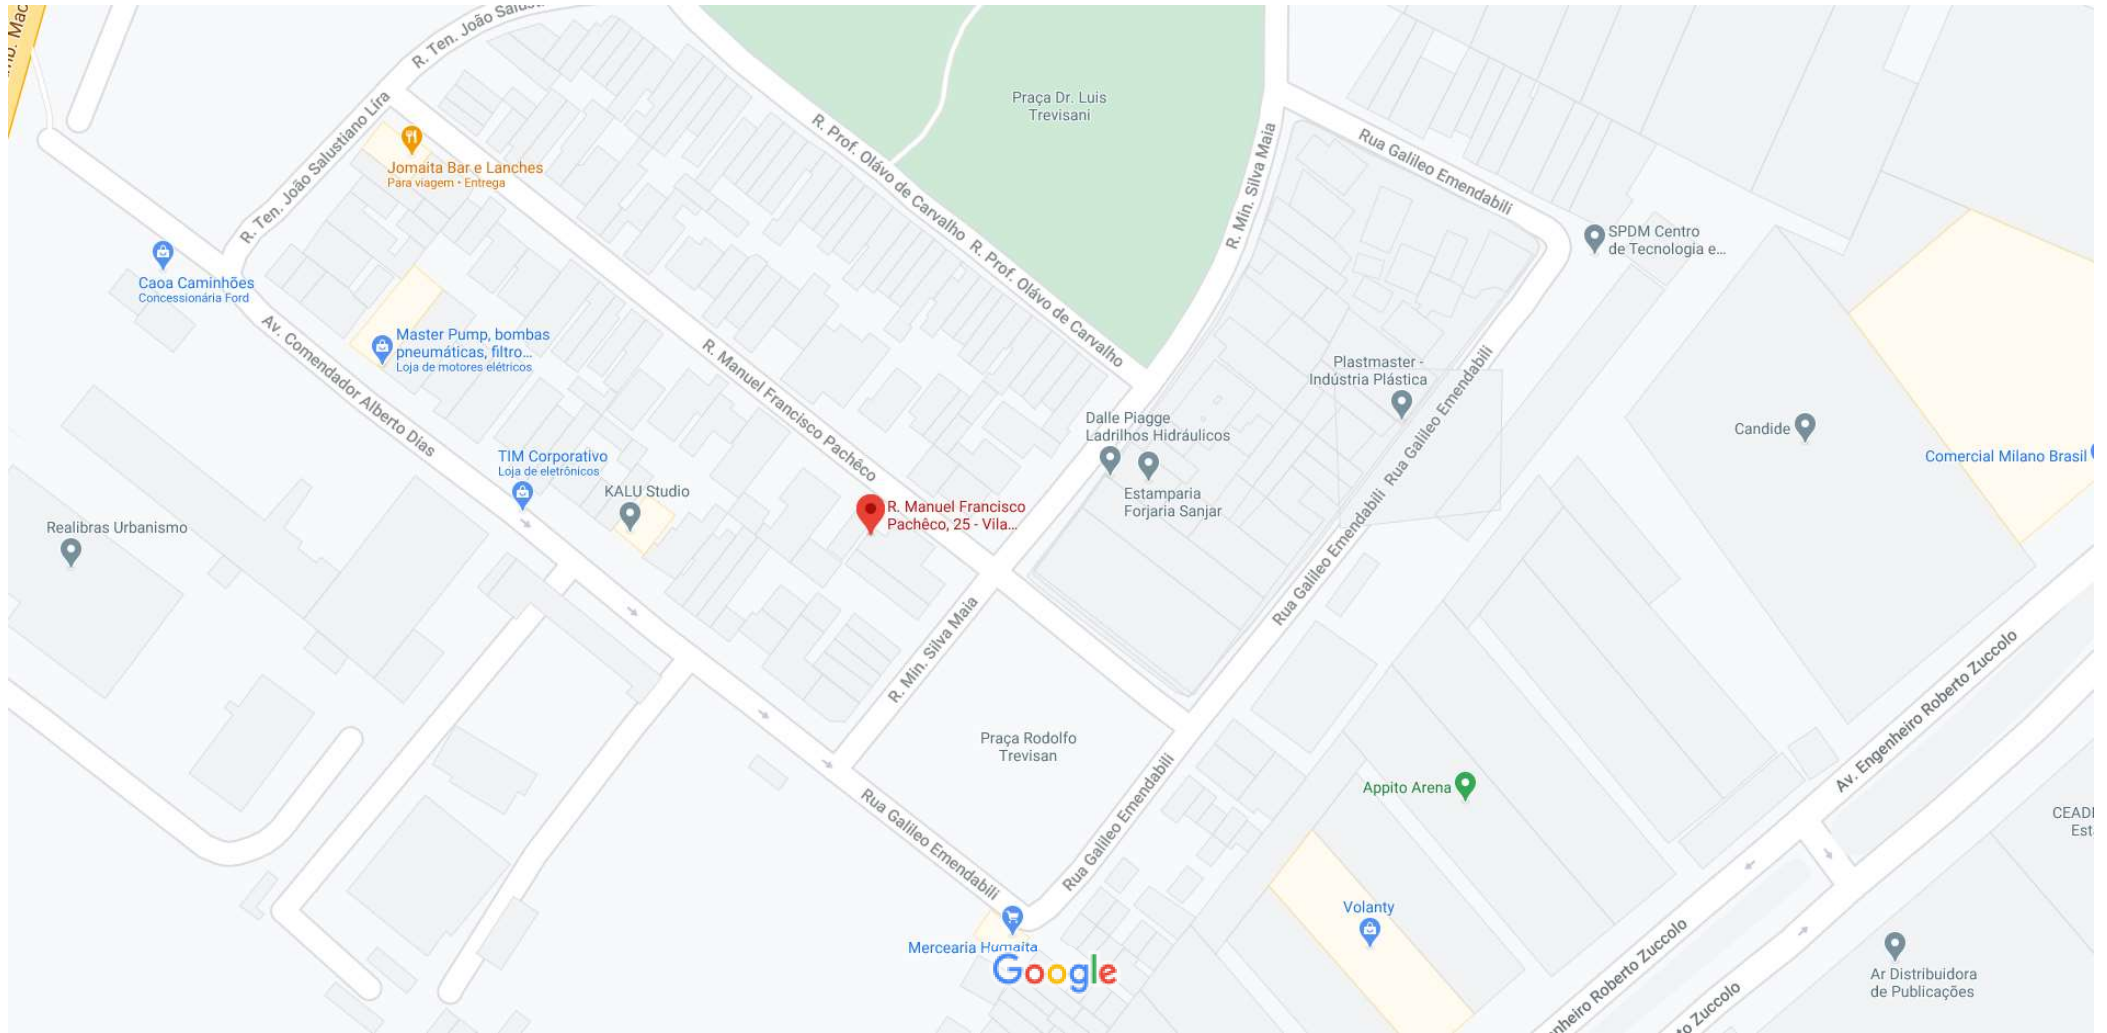 R. Ten. João Salustiano Líra
Praça Dr. Luis
Trevisani
R. Prof. Olávo de Carvalho
R. Min. Silva Maia
Rua Galileo Emendabili
Jomaita Bar e Lanches
Para viagem • Entrega
R. Ten. João
SPDM Centro
de Tecnologia e...
R. Prof. Olávo de Carvalho
Caoa Caminhões
Concessionária Ford
Av. Comendador Alberto Dias
Master Pump, bombas
pneumáticas, filtro...
Loja de motores elétricos
R. Manuel Francisco Pachêco
Plastmaster -
Indústria Plástica
Rua Galileo Emendabili
Dalle Piagge
Ladrilhos Hidráulicos
Candide
Comercial Milano Brasil
TIM Corporativo
Loja de eletrônicos
KALU Studio
Estamparia
Forjaria Sanjar
R. Manuel Francisco
Pachêco, 25 - Vila...
Realibras Urbanismo
Rua Galileo Emendabili
R. Min. Silva Maia
Av. Engenheiro Roberto Zuccolo
Praça Rodolfo
Trevisan
Appito Arena
Rua Galileo Emendabili
Rua Galileo Emendabili
Volanty
Mercearia Humaita
Google
Roberto Zuccolo
Ar Distribuidora
de Publicações
Zuccolo